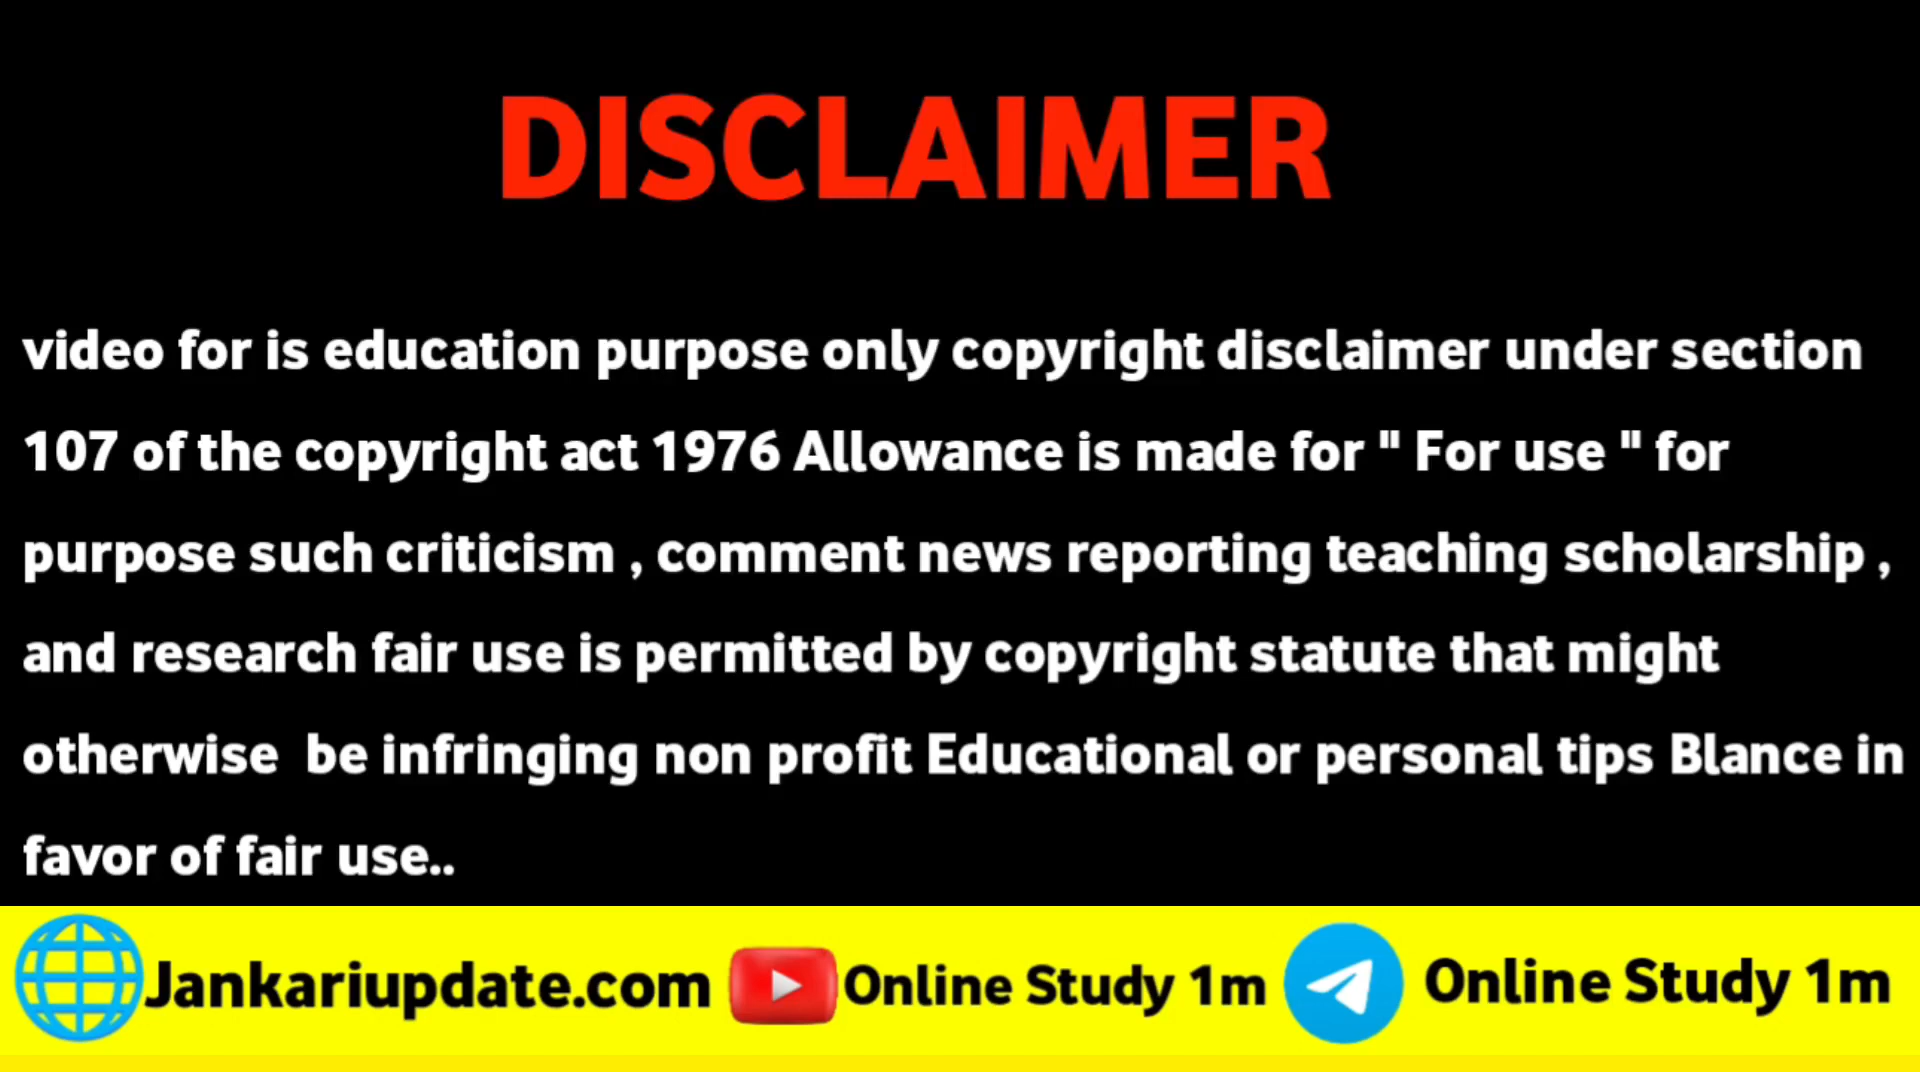 DISCLAIMER
video for is education purpose only copyright disclaimer under section
107 of the copyright act 1976 Allowance is made for " For use " for
purpose such criticism , comment news reporting teaching scholarship ,
and research fair use is permitted by copyright statute that might
otherwise be infringing non profit Educational or personal tips Blance in
favor of fair use..
Jankariupdate.com Online Study 1m Online Study 1m